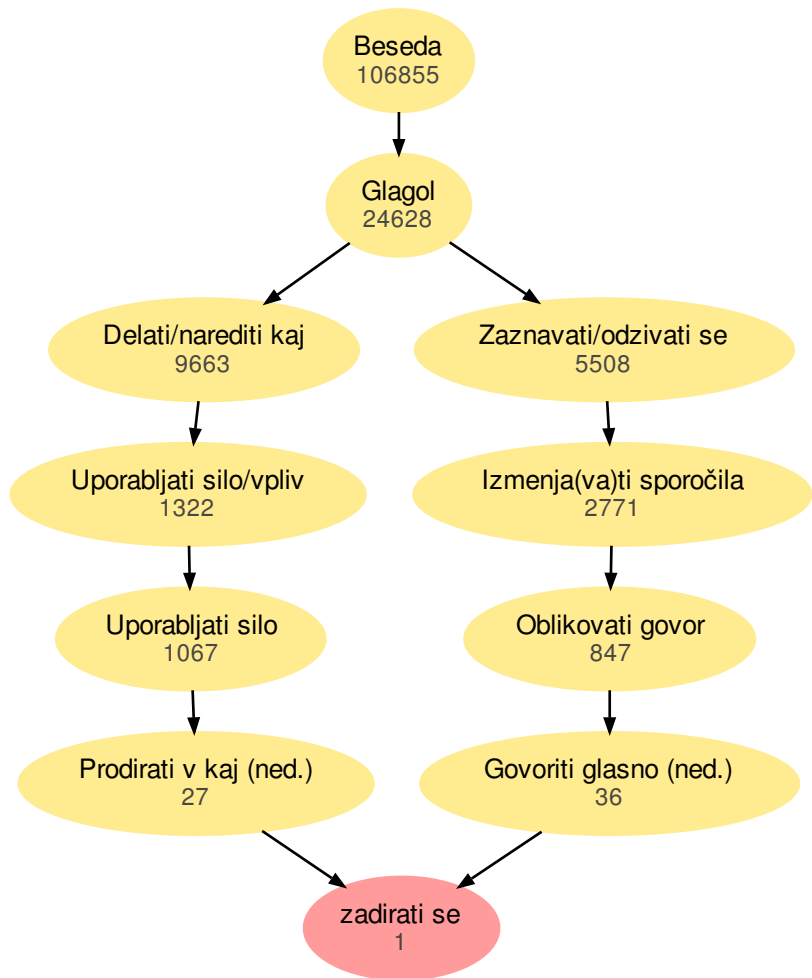 Beseda
106855
Glagol
24628
Delati/narediti kaj
9663
Zaznavati/odzivati se
5508
Uporabljati silo/vpliv
1322
Izmenja(va)ti sporočila
2771
Uporabljati silo
1067
Oblikovati govor
847
Prodirati v kaj (ned.)
27
Govoriti glasno (ned.)
36
zadirati se
1